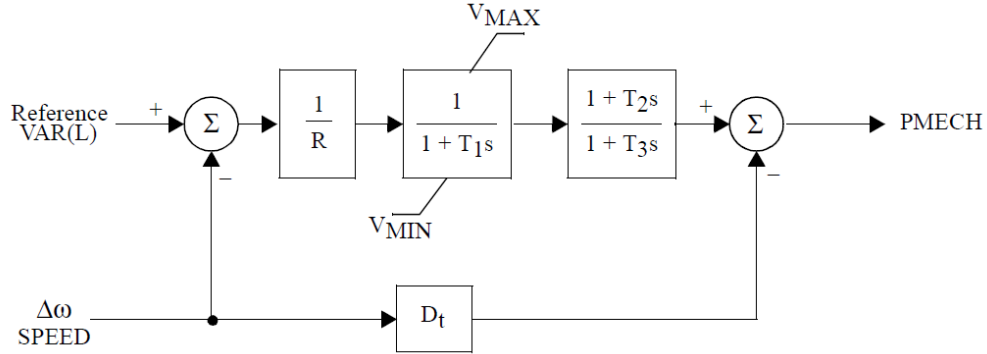 VMAX
Reference
VAR(L)
+
Σ
−
1
R
1
1 + T1s
VMIN
1 + T2s
1 + T3s
+
Σ
−
PMECH
Δω
SPEED
Dt